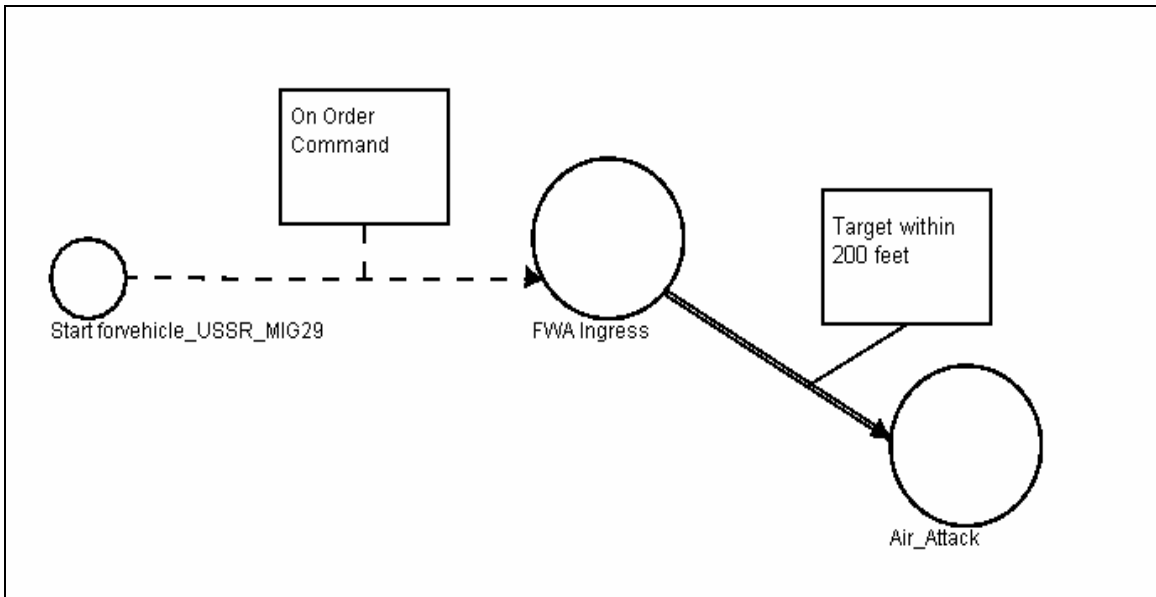 On Order
Command
Target within
200 feet
Start forvehicle_USSR_MIG29
FWA Ingress
Air_Attack